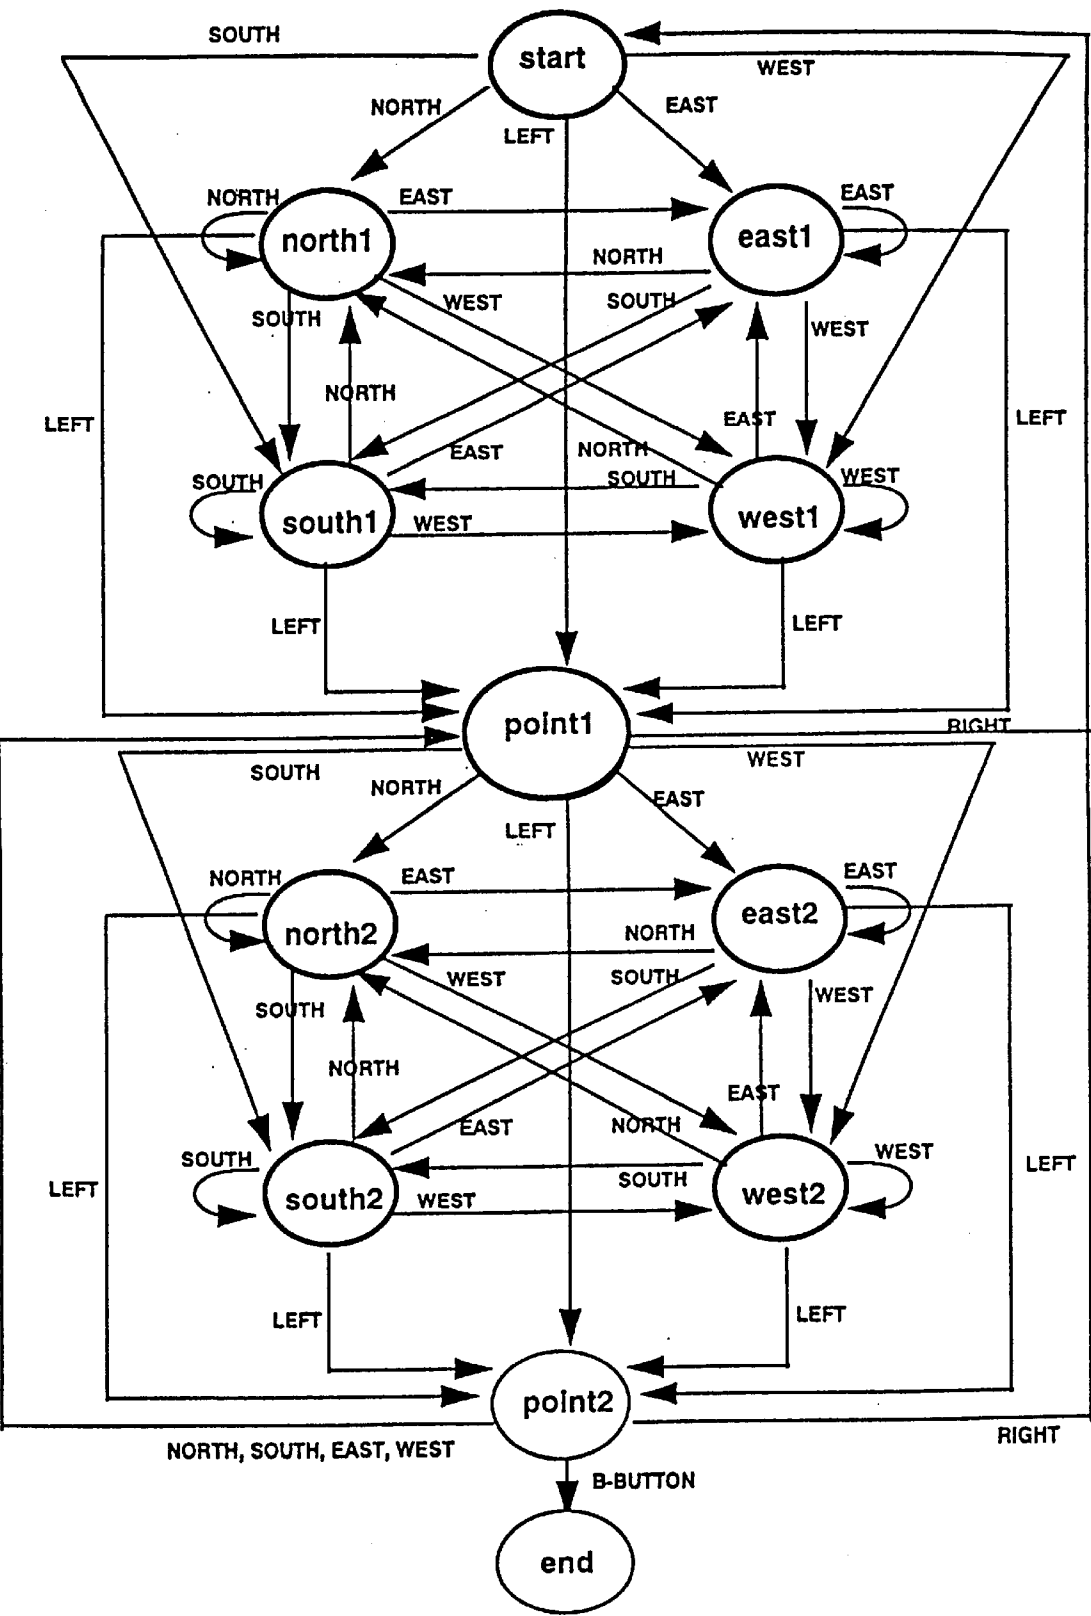 SOUTH
start
WEST
NORTH
EAST
LEFT
NORTH
EAST
EAST
north1
east1
NORTH
WEST
SOUTH
SOUTH
WEST
NORTH
LEFT
EAST
LEFT
EAST
NORTH
SOUTH
SOUTH
WEST
south1
WEST
west1
LEFT
LEFT
point1
RIGHT
SOUTH
WEST
NORTH
EAST
LEFT
NORTH
EAST
EAST
north2
east2
NORTH
WEST
SOUTH
SOUTH
WEST
NORTH
EAST
EAST
NORTH
SOUTH
WEST
LEFT
LEFT
south2
WEST
SOUTH
west2
LEFT
LEFT
point2
NORTH, SOUTH, EAST, WEST
RIGHT
B-BUTTON
end